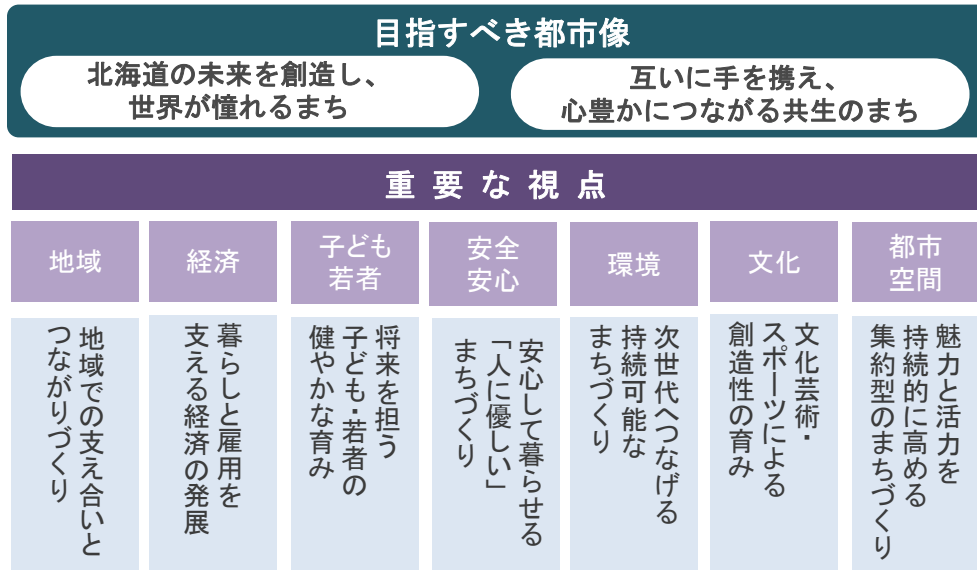 目指すべき都市像
北海道の未来を創造し、
世界が憧れるまち
互いに手を携え、
心豊かにつながる共生のまち
重要な視点
地域
経済
子ども
若者
安全
安心
環境
文化
都市
空間
地域での支え合いと
つながりづくり
暮らしと雇用を
支える経済の発展
将来を担う
子ども・若者の
健やかな育み
安心して暮らせる
「人に優しい」
まちづくり
次世代へつなげる
持続可能な
まちづくり
文化芸術・
スポーツによる
創造性の育み
魅力と活力を
持続的に高める
集約型のまちづくり